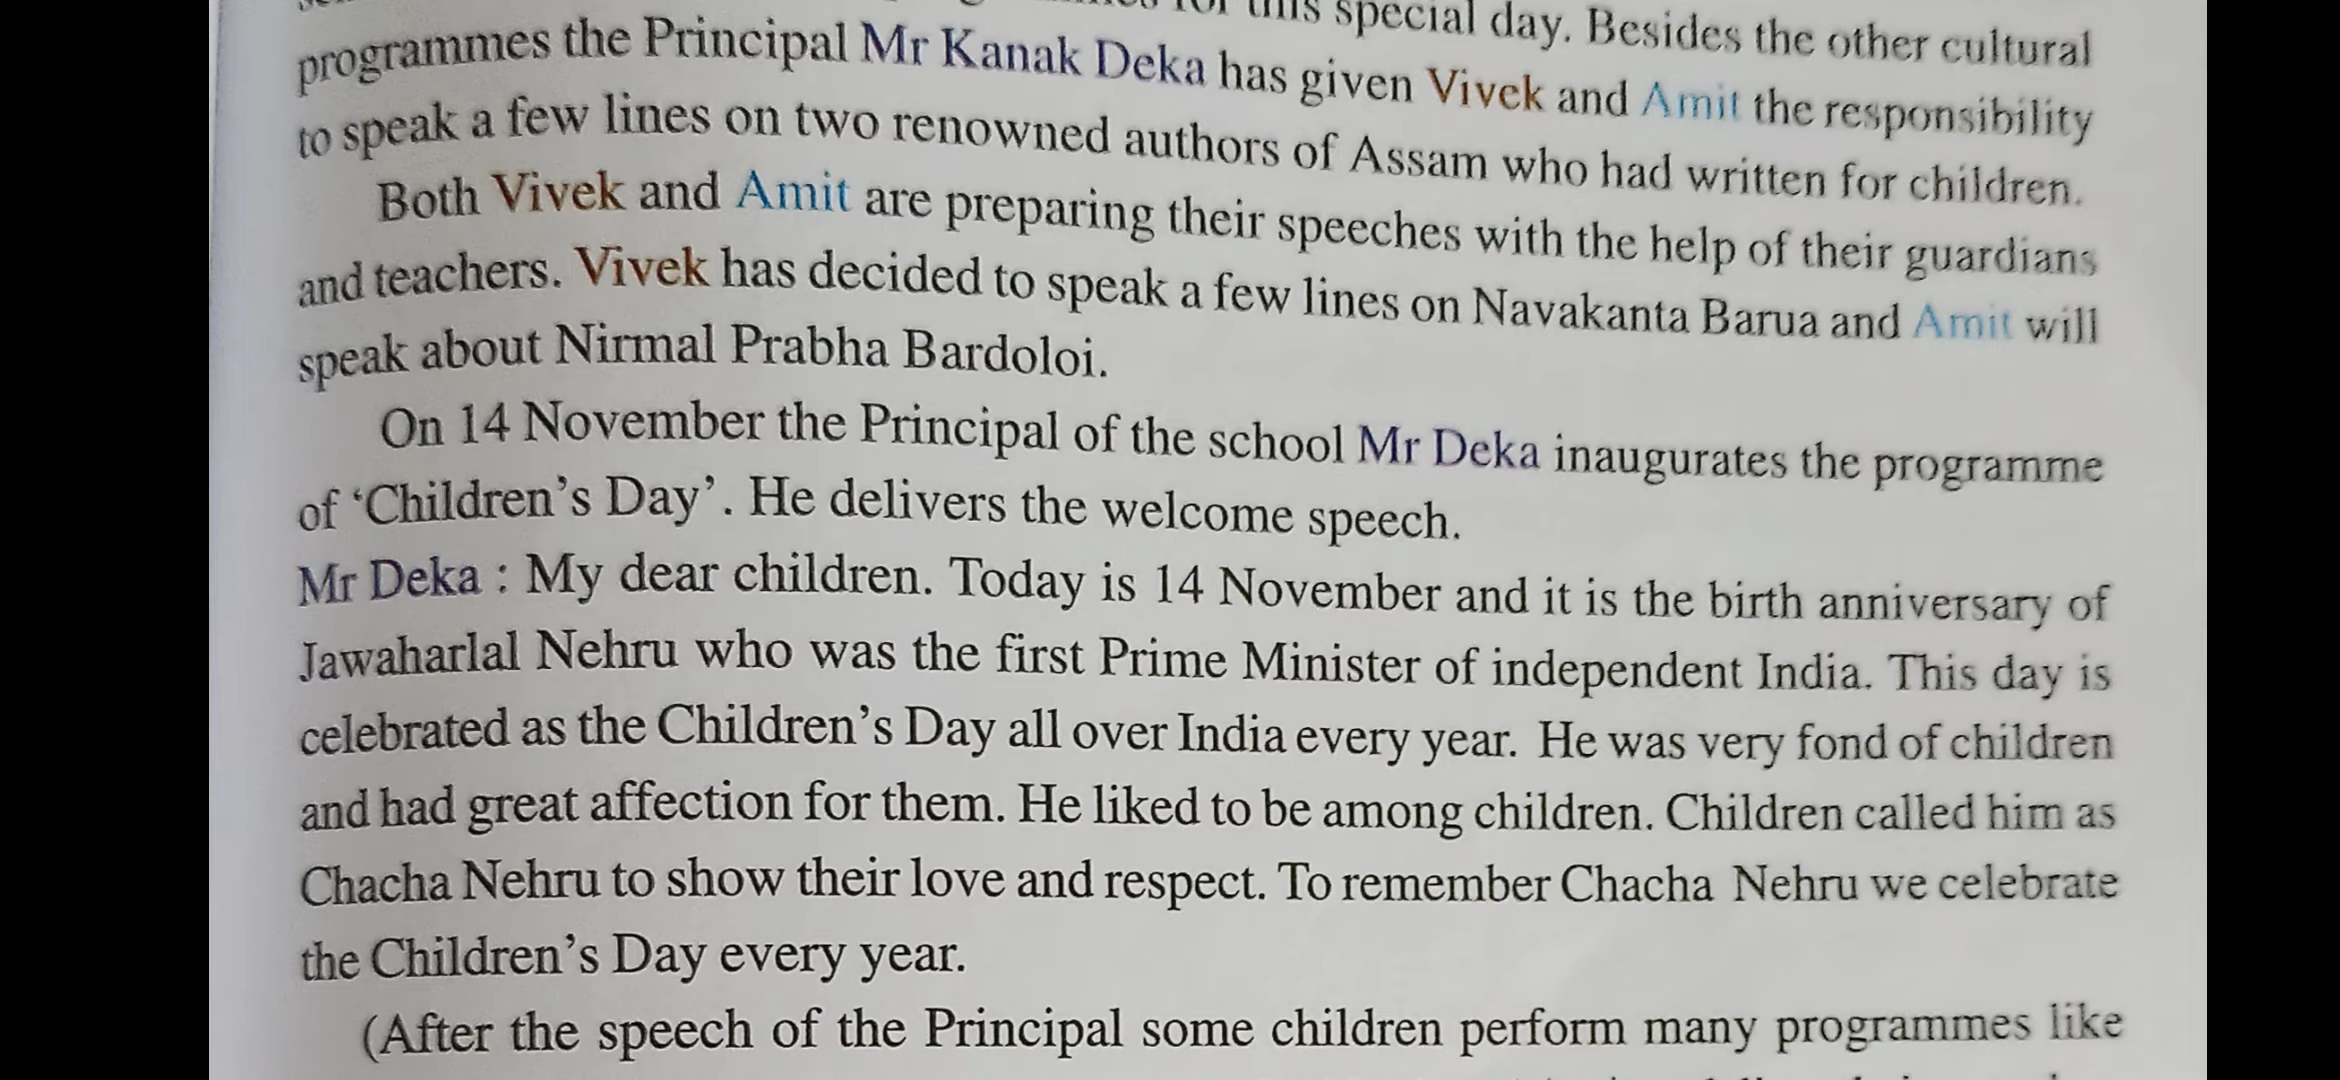 for this special day. Besides the other cultural
programmes the Principal Mr Kanak Deka has given Vivek and Amit the responsibility
to speak a few lines on two renowned authors of Assam who had written for children.
Both Vivek and Amit are preparing their speeches with the help of their guardians
and teachers. Vivek has decided to speak a few lines on Navakanta Barua and Amit will
speak about Nirmal Prabha Bardoloi.
On 14 November the Principal of the school Mr Deka inaugurates the programme
of ‘Children’s Day’. He delivers the welcome speech.
Mr Deka : My dear children. Today is 14 November and it is the birth anniversary of
Jawaharlal Nehru who was the first Prime Minister of independent India. This day is
celebrated as the Children’s Day all over India every year. He was very fond of children
and had great affection for them. He liked to be among children. Children called him as
Chacha Nehru to show their love and respect. To remember Chacha Nehru we celebrate
the Children’s Day every year.
(After the speech of the Principal some children perform many programmes like